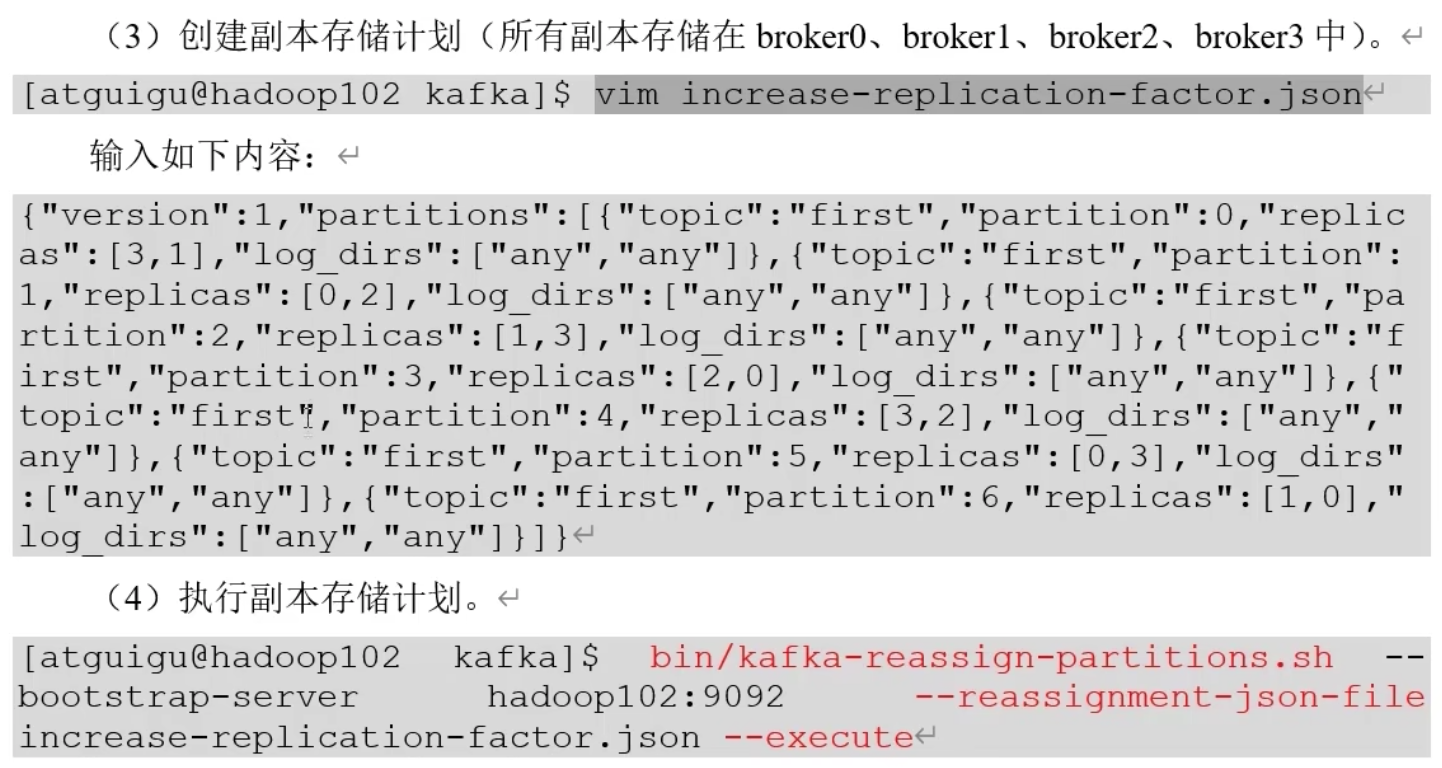 （3）创建副本存储计划（所有副本存储在 broker0、broker1、broker2、broker3 中）。
[atguigu@hadoop102 kafka]$ vim increase-replication-factor.json
输入如下内容：
{"version":1,"partitions":[{"topic":"first","partition":0,"replic
as":[3,1],"log_dirs":["any","any"]},{"topic":"first","partition":
1,"replicas":[0,2],"log_dirs":["any","any"]},{"topic":"first","pa
rtition":2,"replicas":[1,3],"log_dirs":["any","any"]},{"topic":"f
irst","partition":3,"replicas":[2,0],"log_dirs":["any","any"]},{"
topic":"first","partition":4,"replicas":[3,2],"log_dirs":["any","
any"]},{"topic":"first","partition":5,"replicas":[0,3],"log_dirs"
:["any","any"]},{"topic":"first","partition":6,"replicas":[1,0],"
log_dirs":["any","any"]}]}
（4）执行副本存储计划。
[atguigu@hadoop102 kafka]$ bin/kafka-reassign-partitions.sh --
bootstrap-server hadoop102:9092 --reassignment-json-file
increase-replication-factor.json --execute